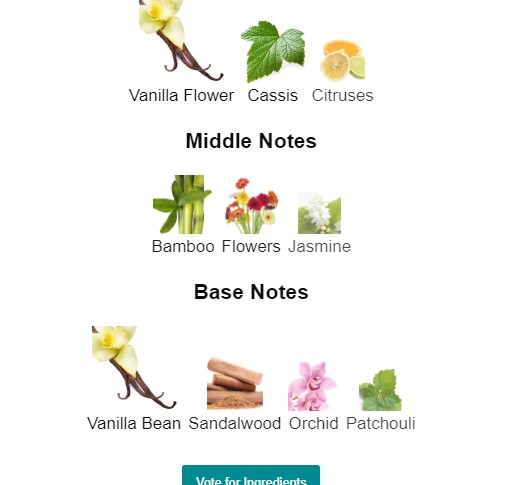 Vanilla Flower Cassis Citruses
Middle Notes
Bamboo Flowers Jasmine
Base Notes
Vanilla Bean Sandalwood Orchid Patchouli
Vote for Ingredients